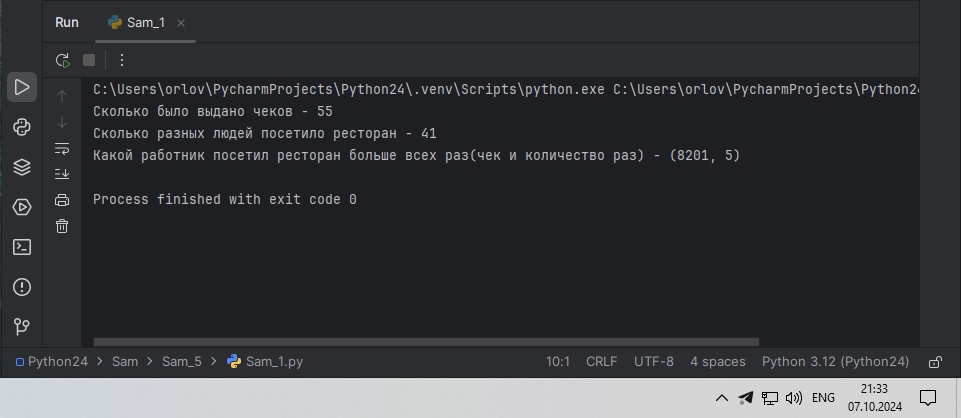 Run Sam_1
C:\Users\orlov\PycharmProjects\Python24\.venv\Scripts\python.exe C:\Users\orlov\PycharmProjects\Python24
Сколько было выдано чеков - 55
Сколько разных людей посетило ресторан - 41
Какой работник посетил ресторан больше всех раз(чек и количество раз) - (8201, 5)
Process finished with exit code 0
Python24 > Sam > Sam_5 > Sam_1.py 10:1 CRLF UTF-8 4 spaces Python 3.12 (Python24)
ENG 21:33
07.10.2024